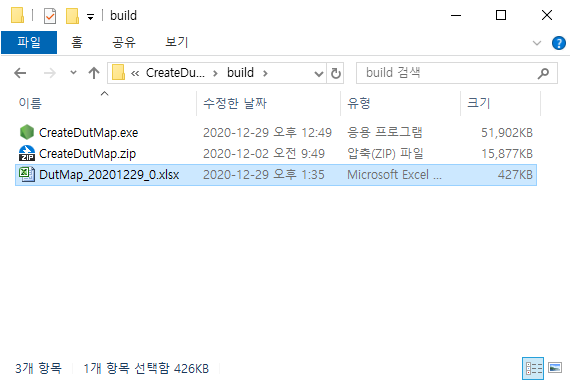 build
파일 홈 공유 보기
« CreateDu... › build ›
build 검색
이름 수정한 날짜 유형 크기
CreateDutMap.exe 2020-12-29 오후 12:49 응용 프로그램 51,902KB
ZIP CreateDutMap.zip 2020-12-02 오전 9:49 압축(ZIP) 파일 15,877KB
DutMap_20201229_0.xlsx 2020-12-29 오후 1:35 Microsoft Excel ... 427KB
3개 항목 1개 항목 선택함 426KB